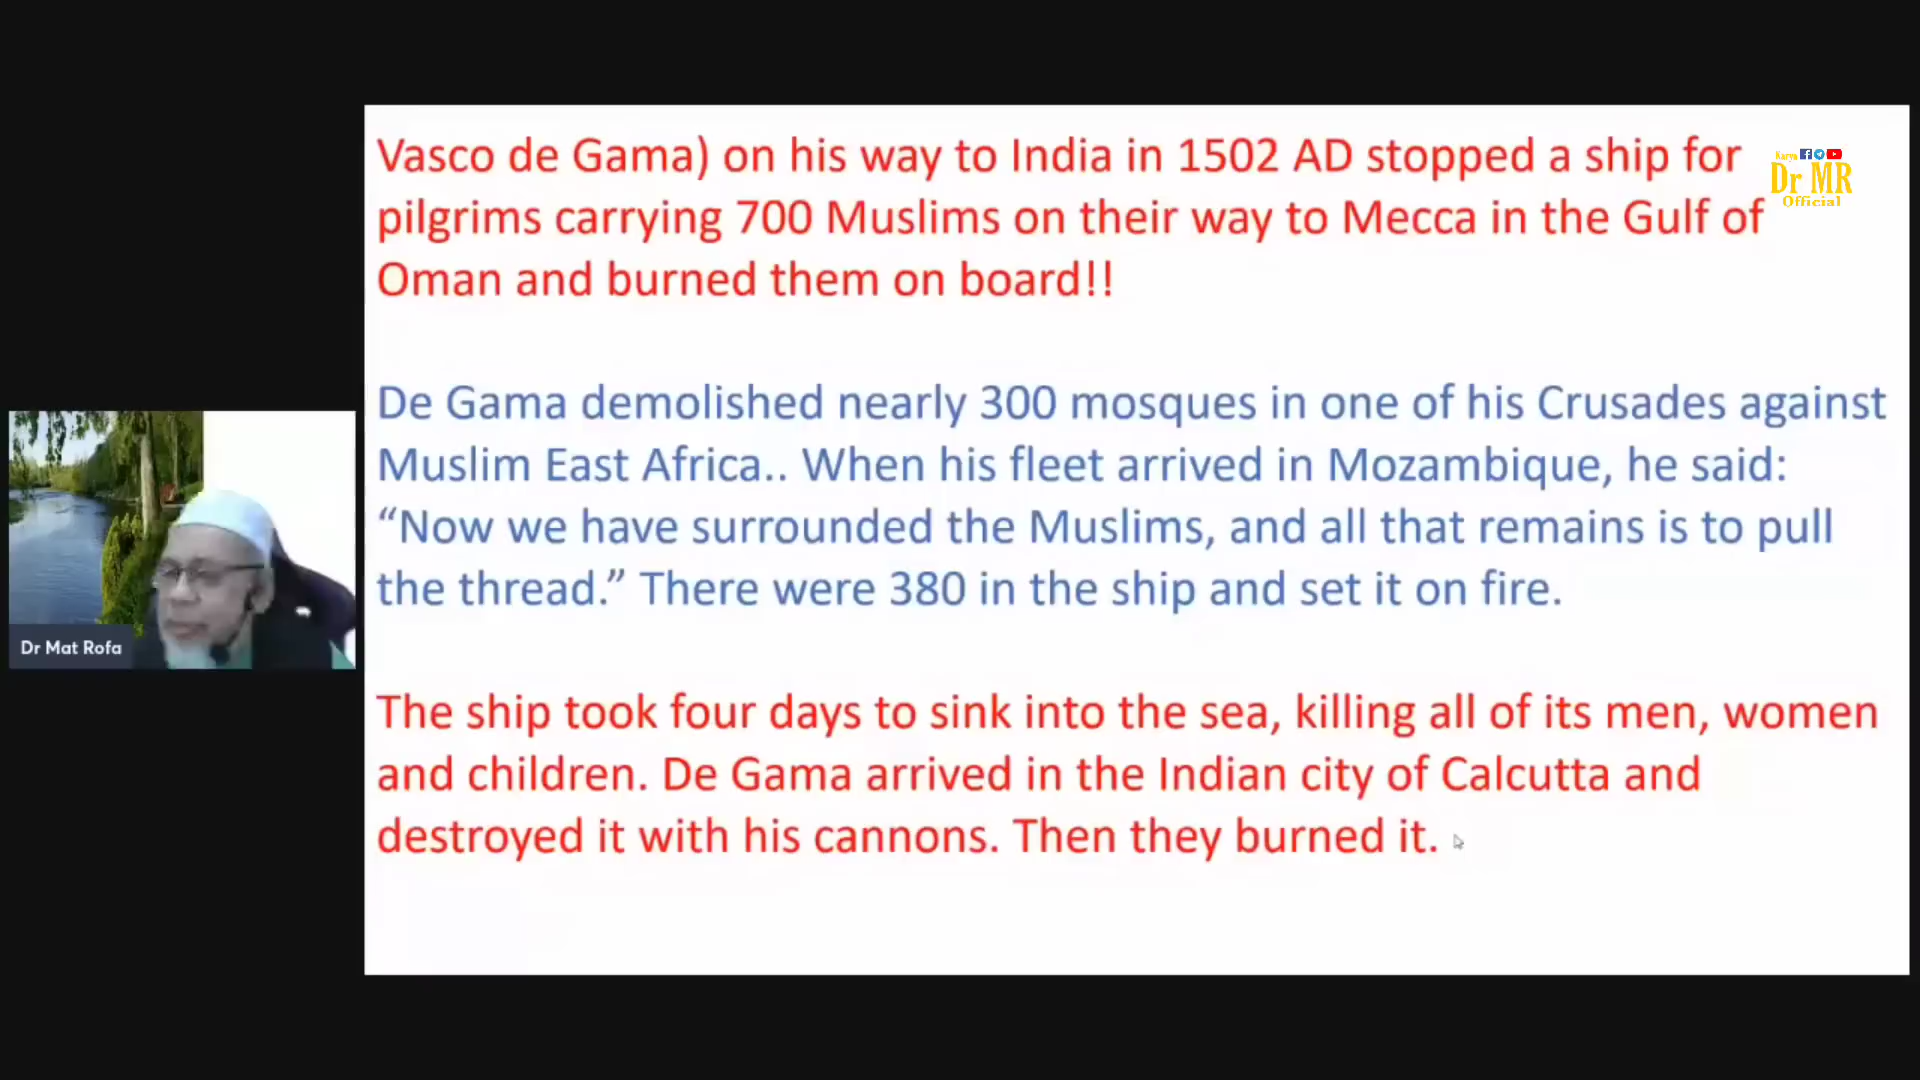 Vasco de Gama) on his way to India in 1502 AD stopped a ship for
pilgrims carrying 700 Muslims on their way to Mecca in the Gulf of
Oman and burned them on board!!
De Gama demolished nearly 300 mosques in one of his Crusades against
Muslim East Africa.. When his fleet arrived in Mozambique, he said:
“Now we have surrounded the Muslims, and all that remains is to pull
the thread.” There were 380 in the ship and set it on fire.
The ship took four days to sink into the sea, killing all of its men, women
and children. De Gama arrived in the Indian city of Calcutta and
destroyed it with his cannons. Then they burned it.
Karya
Dr MR
Official
Dr Mat Rofa